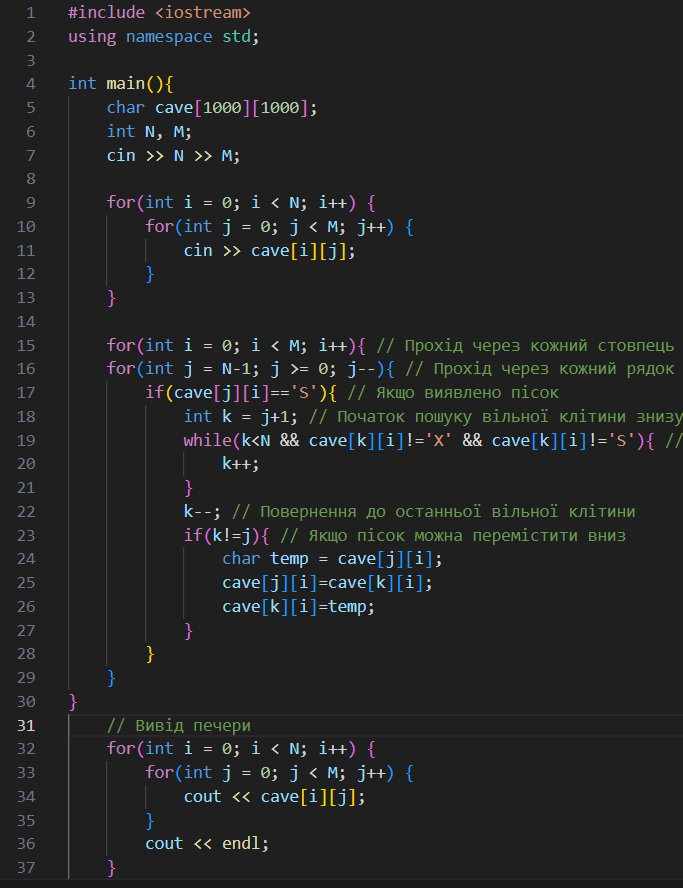 1 #include <iostream>
2 using namespace std;
3
4 int main(){
5     char cave[1000][1000];
6     int N, M;
7     cin >> N >> M;
8
9     for(int i = 0; i < N; i++) {
10         for(int j = 0; j < M; j++) {
11             cin >> cave[i][j];
12         }
13     }
14
15     for(int i = 0; i < M; i++){ // Прохід через кожний стовпець
16     for(int j = N-1; j >= 0; j--){ // Прохід через кожний рядок
17         if(cave[j][i]=='S'){ // Якщо виявлено пісок
18             int k = j+1; // Початок пошуку вільної клітини знизу
19             while(k<N && cave[k][i]!='X' && cave[k][i]!='S'){ //
20                 k++;
21             }
22             k--; // Повернення до останньої вільної клітини
23             if(k!=j){ // Якщо пісок можна перемістити вниз
24                 char temp = cave[j][i];
25                 cave[j][i]=cave[k][i];
26                 cave[k][i]=temp;
27             }
28         }
29     }
30 }
31     // Вивід печери
32     for(int i = 0; i < N; i++) {
33         for(int j = 0; j < M; j++) {
34             cout << cave[i][j];
35         }
36         cout << endl;
37     }